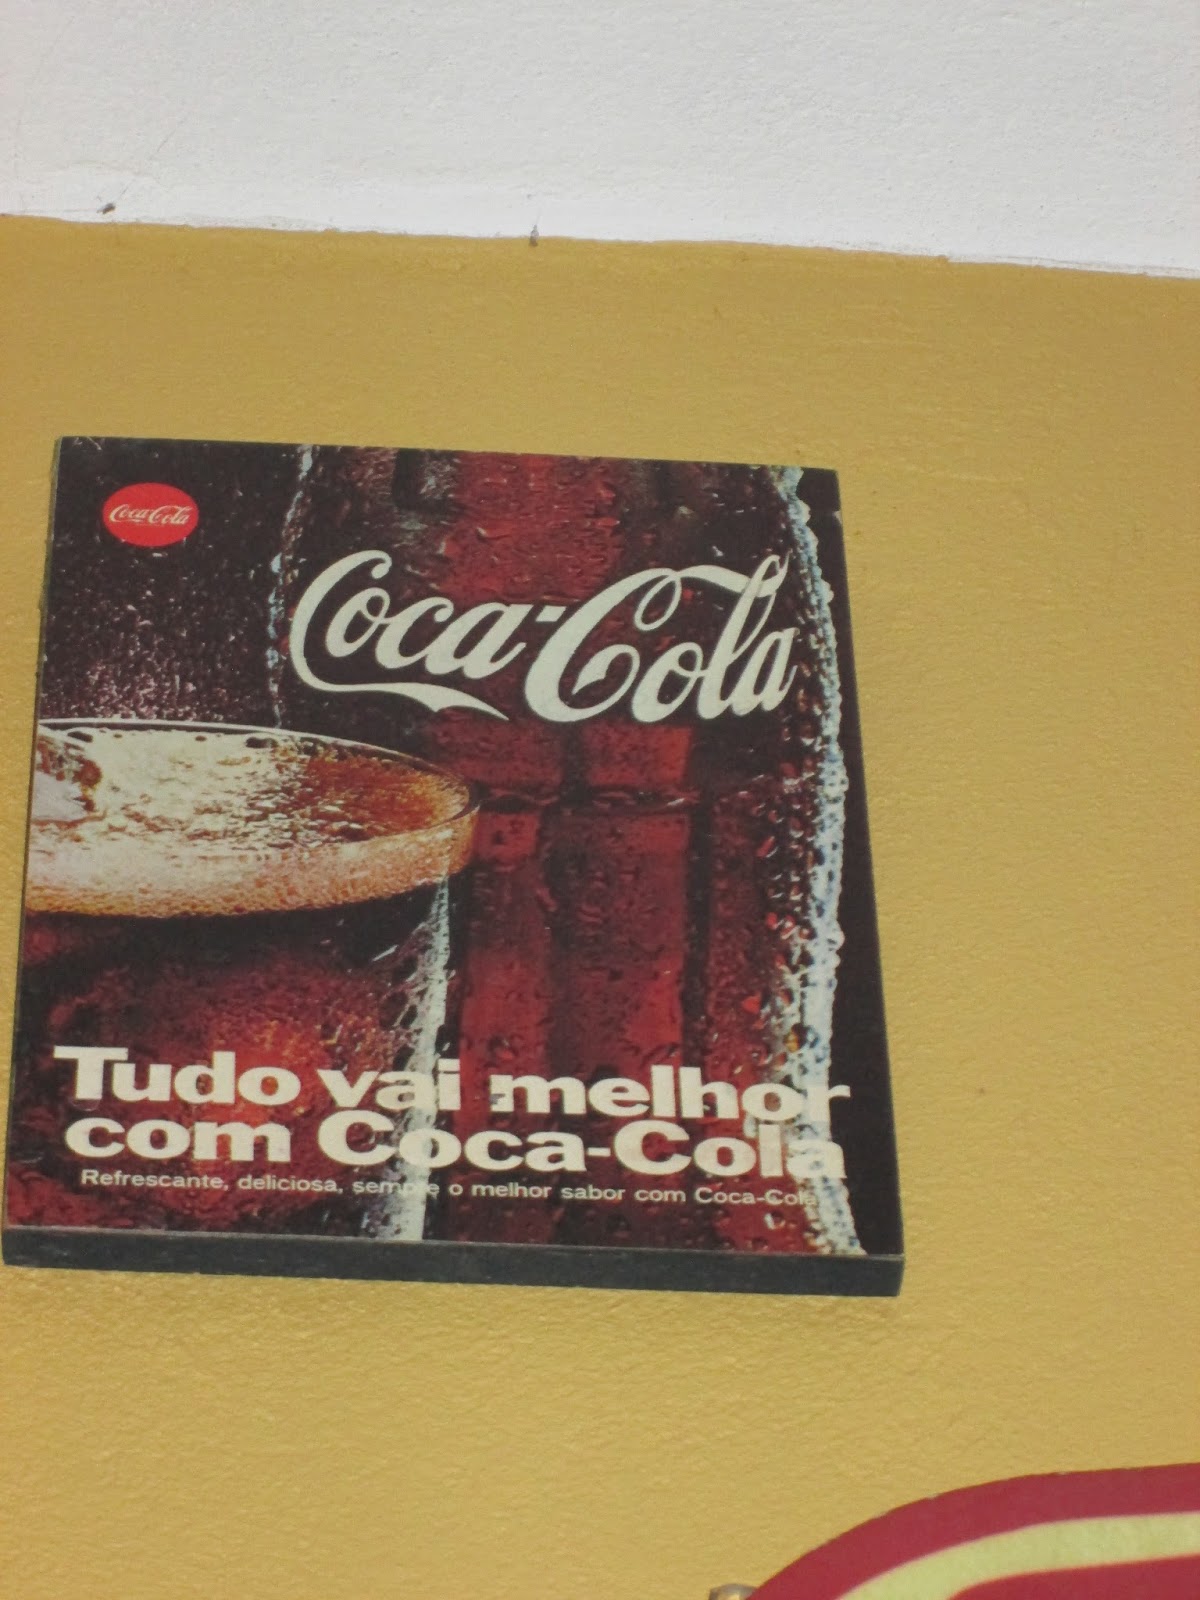 Coca-Cola
Coca-Cola
Tudo vai melhor
com Coca-Cola
Refrescante, deliciosa, sempre o melhor sabor com Coca-Cola